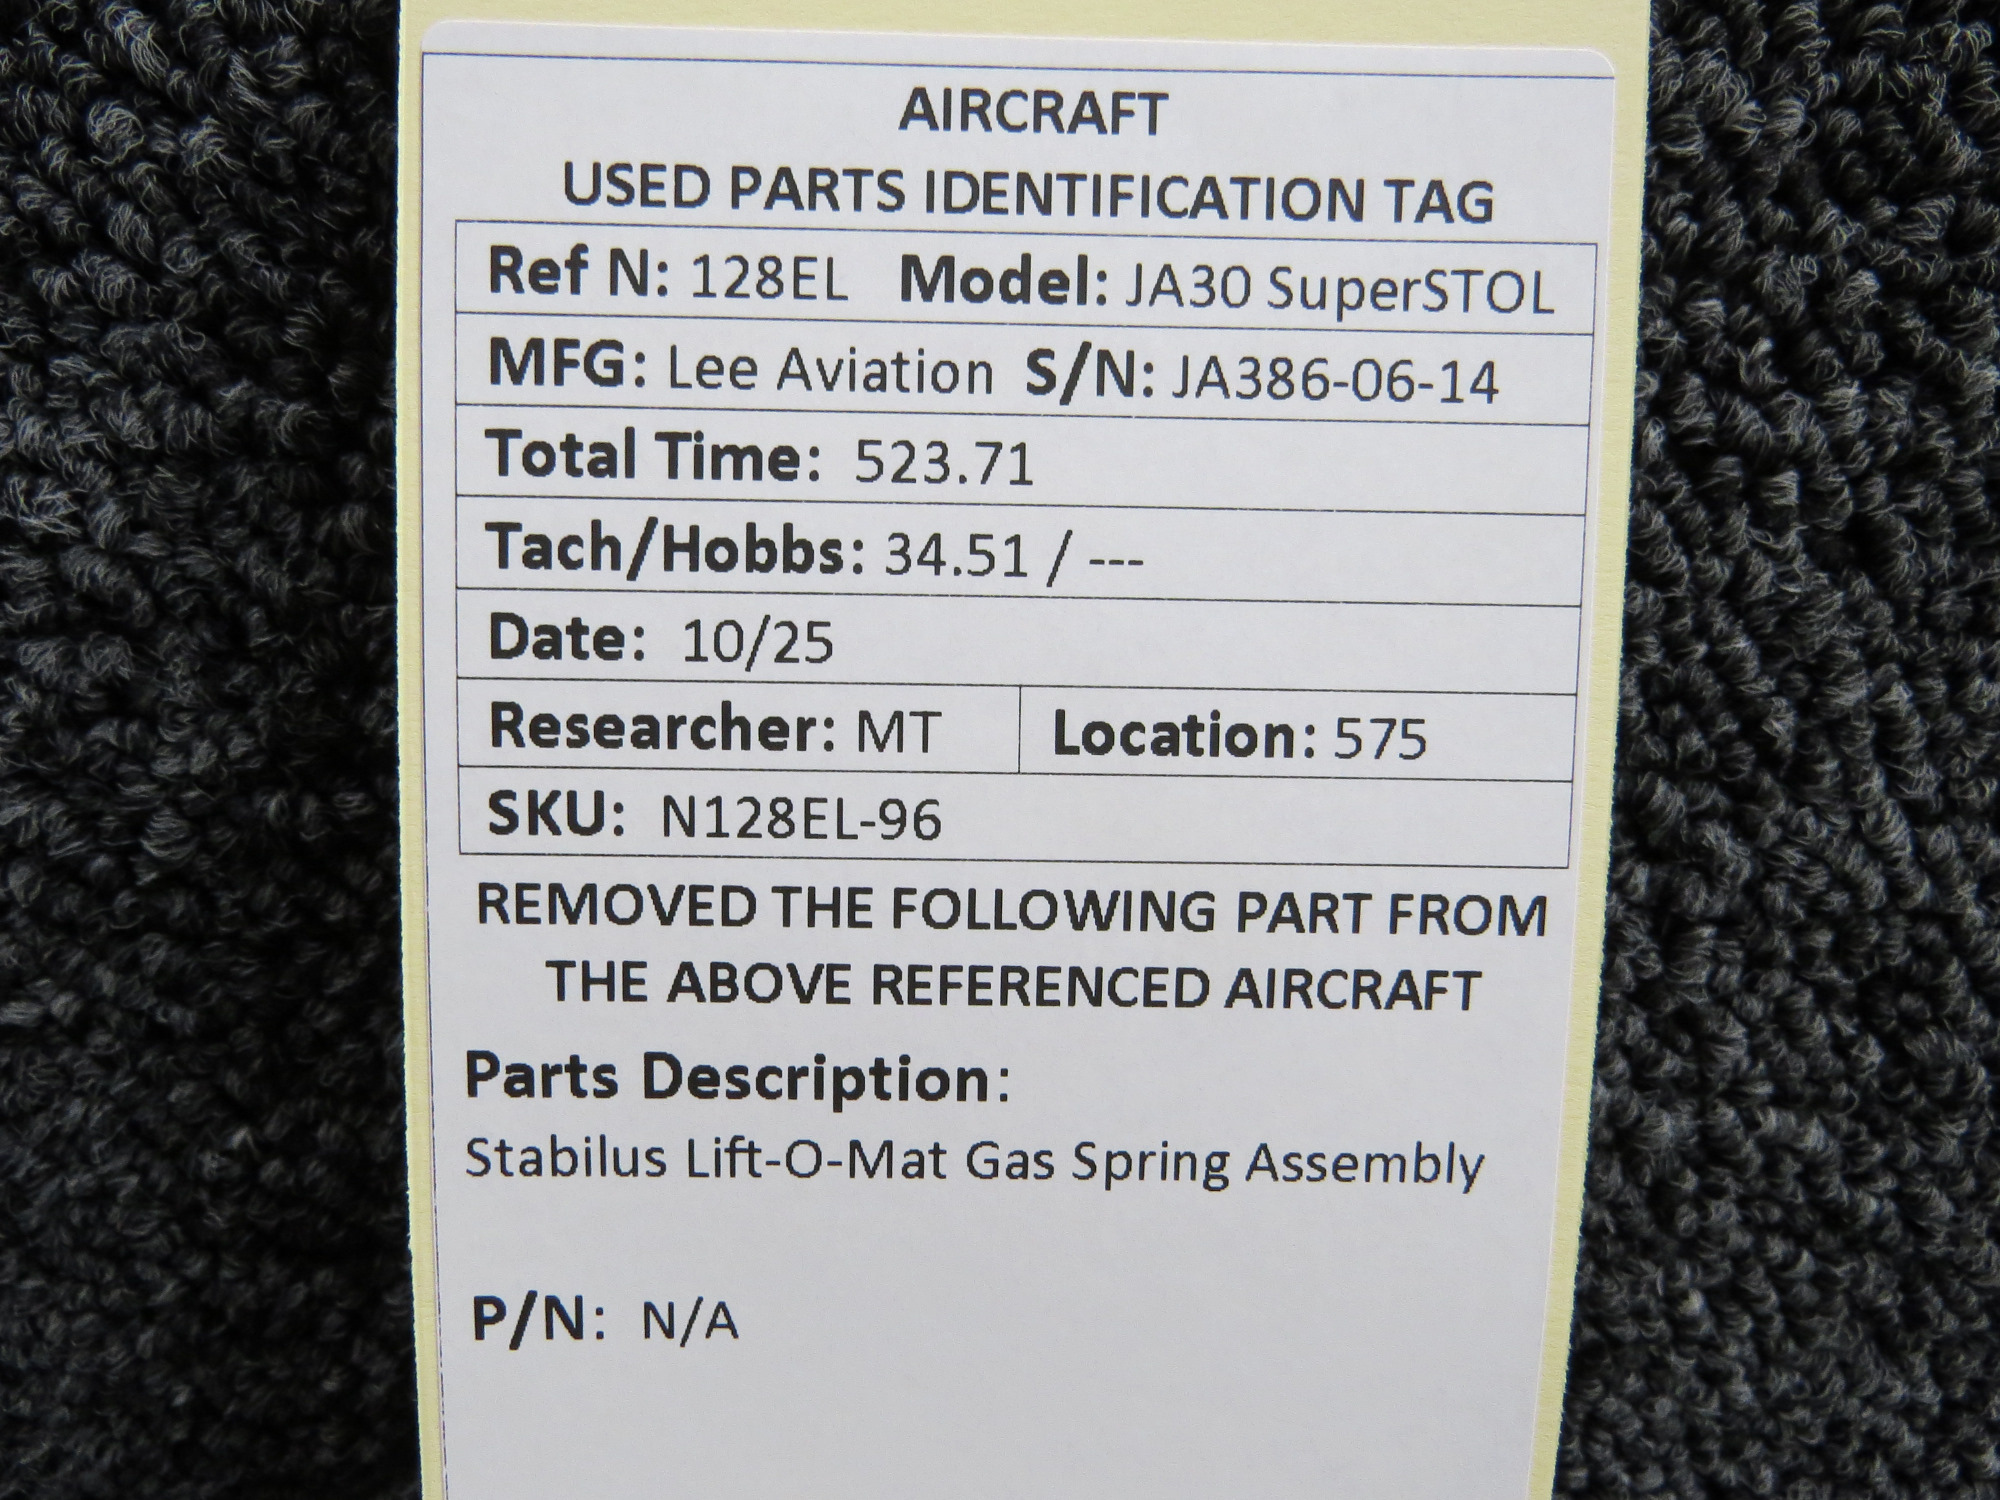 AIRCRAFT
USED PARTS IDENTIFICATION TAG
Ref N: 128EL Model: JA30 SuperSTOL
MFG: Lee Aviation S/N: JA386-06-14
Total Time: 523.71
Tach/Hobbs: 34.51 / ---
Date: 10/25
Researcher: MT Location: 575
SKU: N128EL-96
REMOVED THE FOLLOWING PART FROM
THE ABOVE REFERENCED AIRCRAFT
Parts Description:
Stabilus Lift-O-Mat Gas Spring Assembly
P/N: N/A